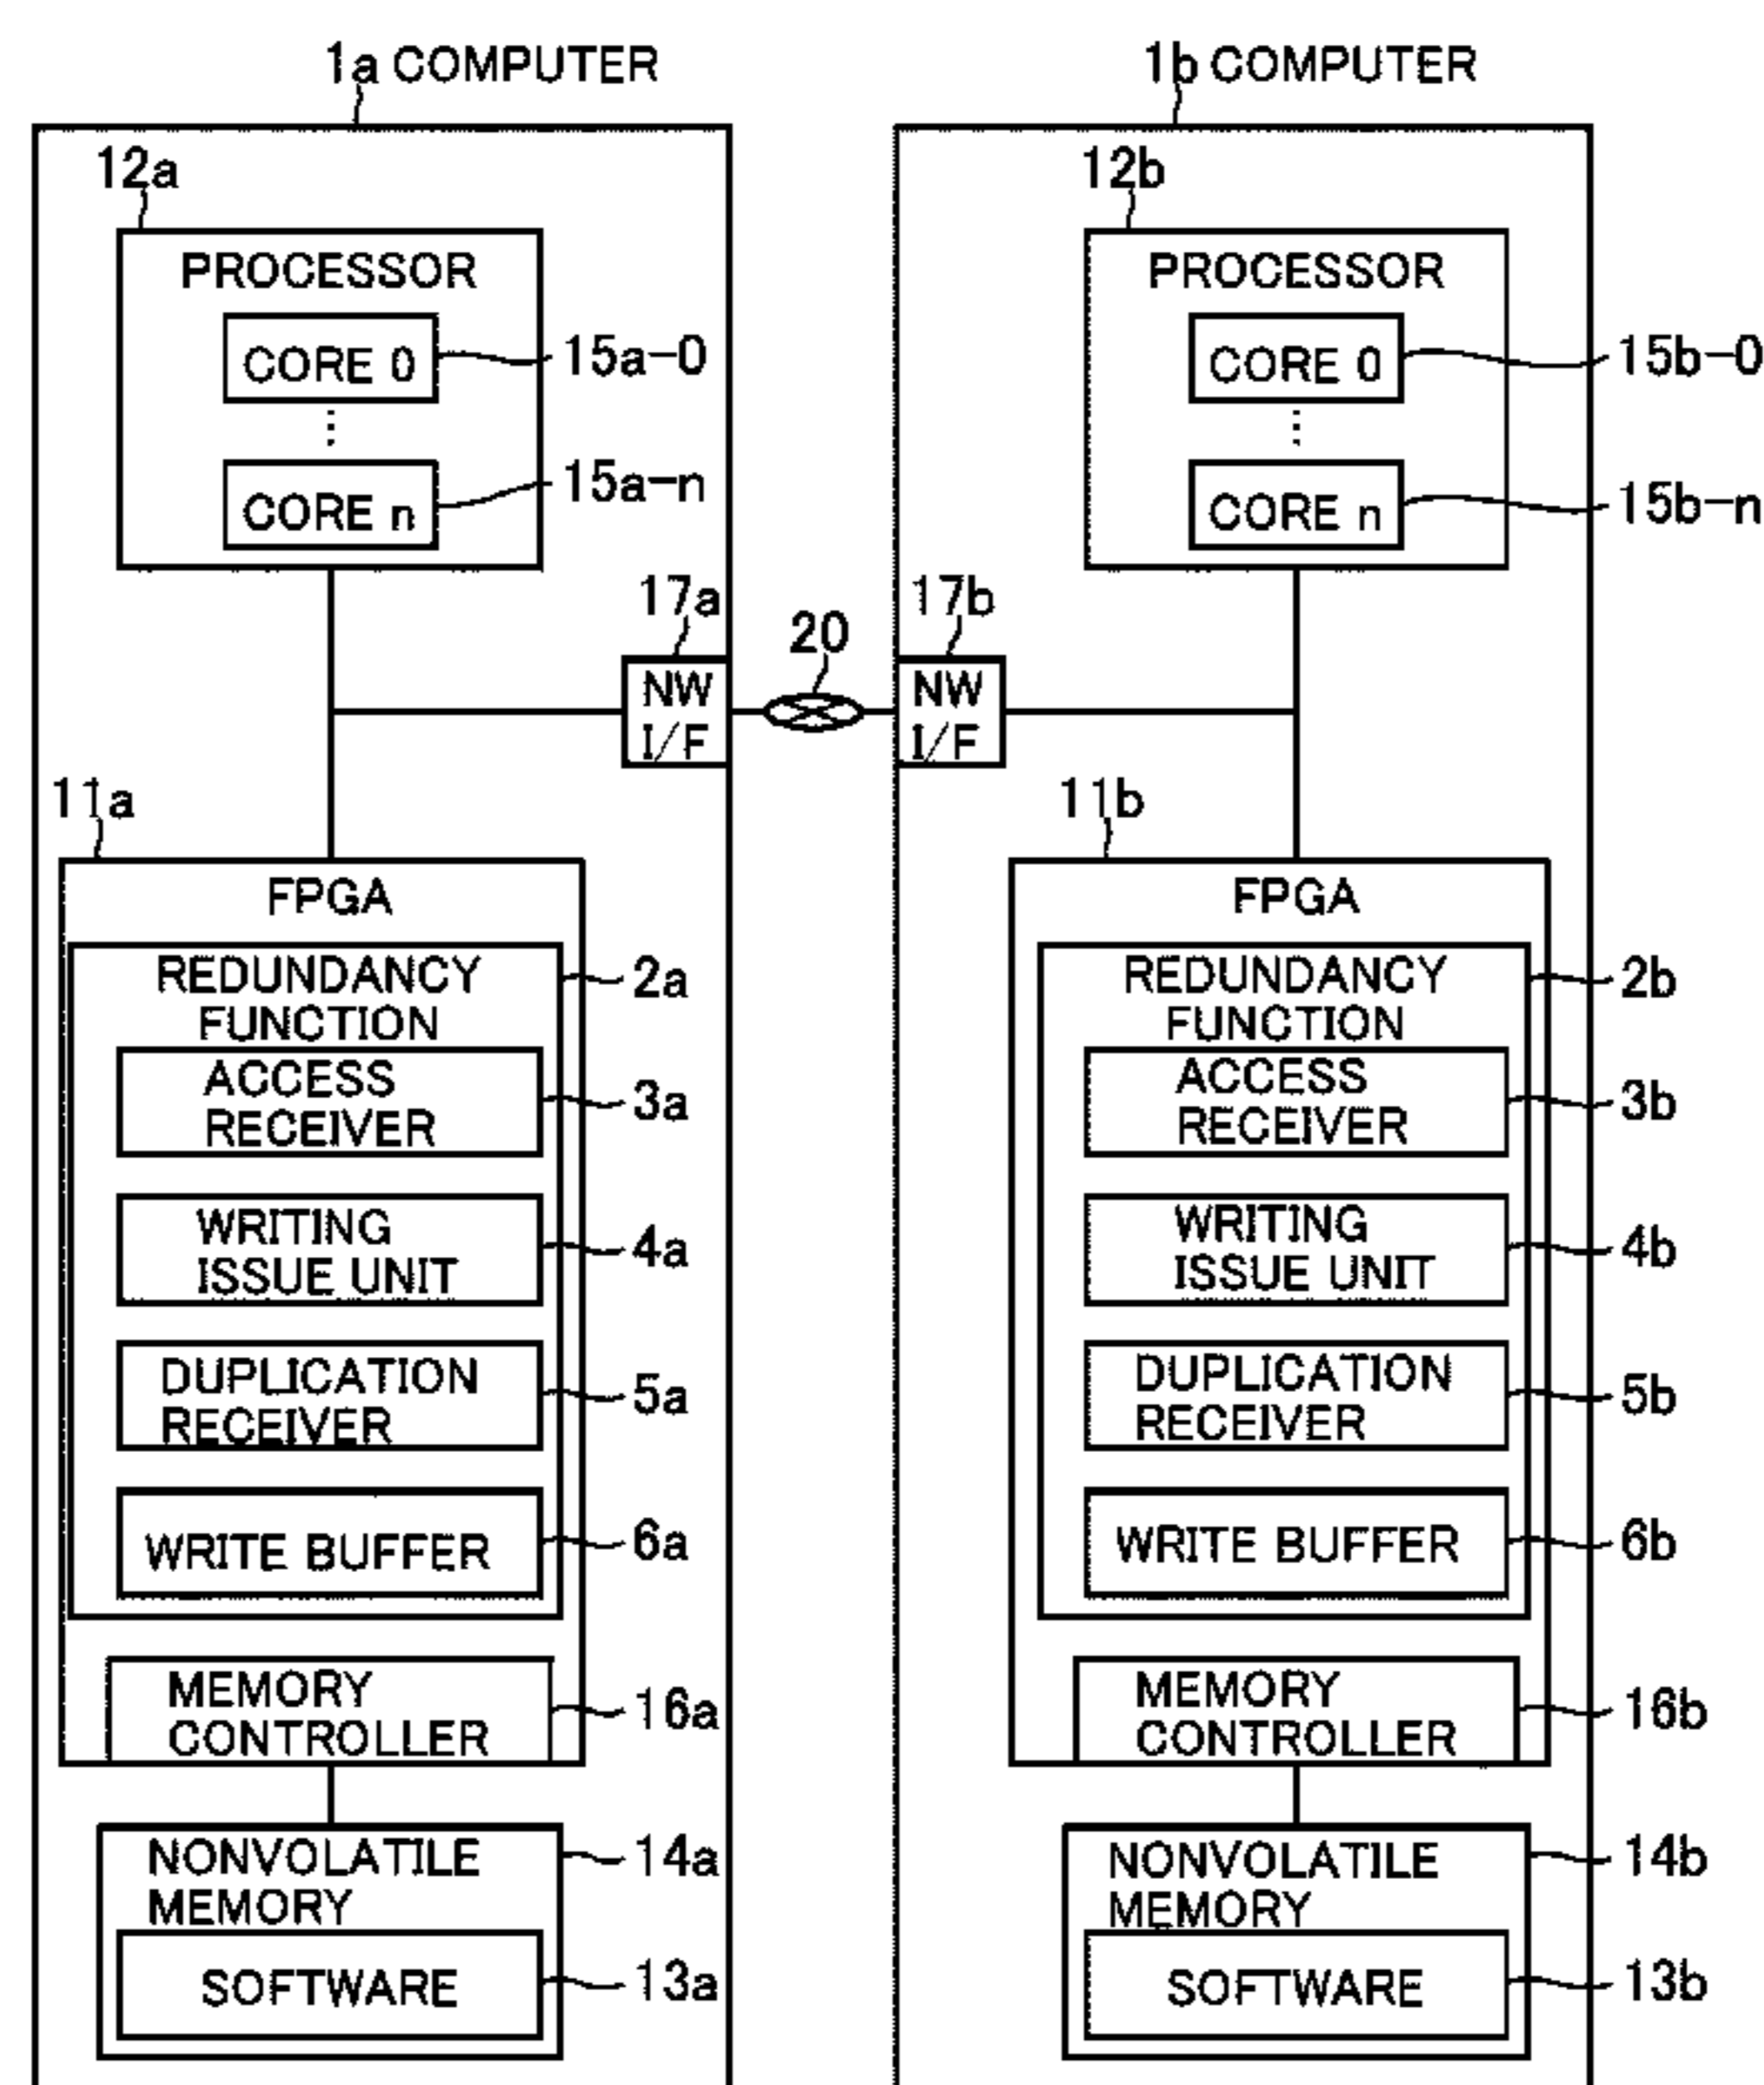 1a COMPUTER
12a
PROCESSOR
CORE 0
15a-0
⋮
CORE n
15a-n
17a
NW
I/F
20
11a
FPGA
REDUNDANCY
FUNCTION
2a
ACCESS
RECEIVER
3a
WRITING
ISSUE UNIT
4a
DUPLICATION
RECEIVER
5a
WRITE BUFFER
6a
MEMORY
CONTROLLER
16a
NONVOLATILE
MEMORY
14a
SOFTWARE
13a
1b COMPUTER
12b
PROCESSOR
CORE 0
15b-0
⋮
CORE n
15b-n
17b
NW
I/F
11b
FPGA
REDUNDANCY
FUNCTION
2b
ACCESS
RECEIVER
3b
WRITING
ISSUE UNIT
4b
DUPLICATION
RECEIVER
5b
WRITE BUFFER
6b
MEMORY
CONTROLLER
16b
NONVOLATILE
MEMORY
14b
SOFTWARE
13b